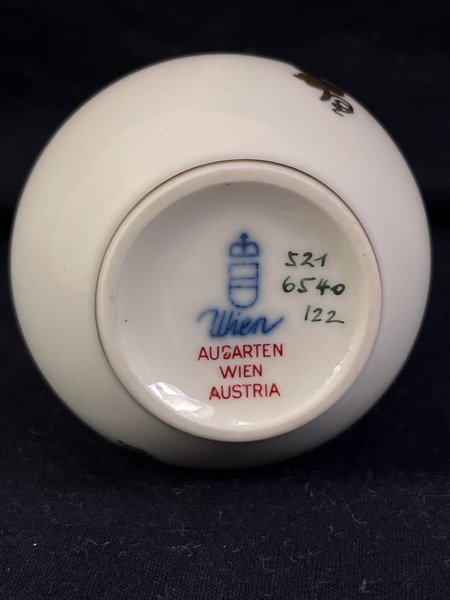 521
6540
122
Wien
AUGARTEN
WIEN
AUSTRIA